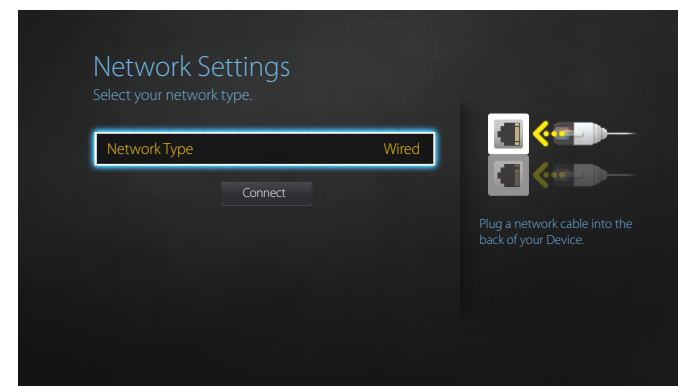 Network Settings
Select your network type.
Network Type Wired
Connect
Plug a network cable into the
back of your Device.